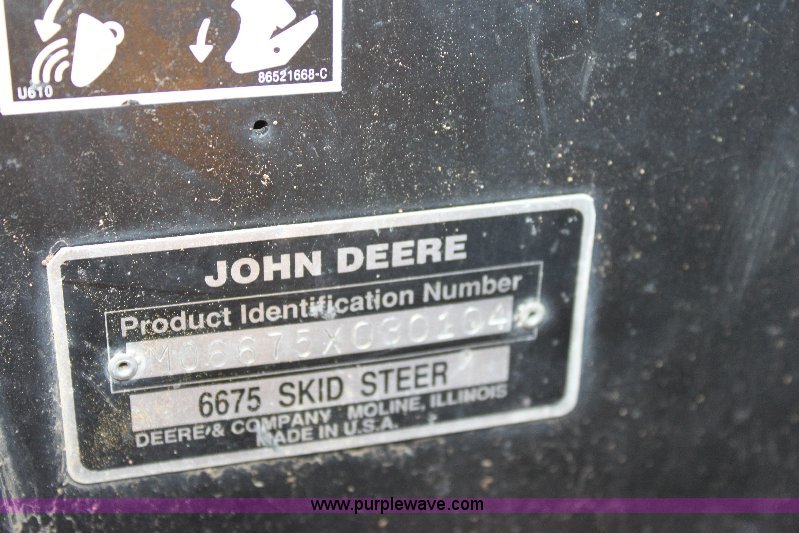 U610
86521668-C
JOHN DEERE
Product Identification Number
M06675X030104
6675 SKID STEER
DEERE & COMPANY MOLINE, ILLINOIS
MADE IN U.S.A.
www.purplewave.com